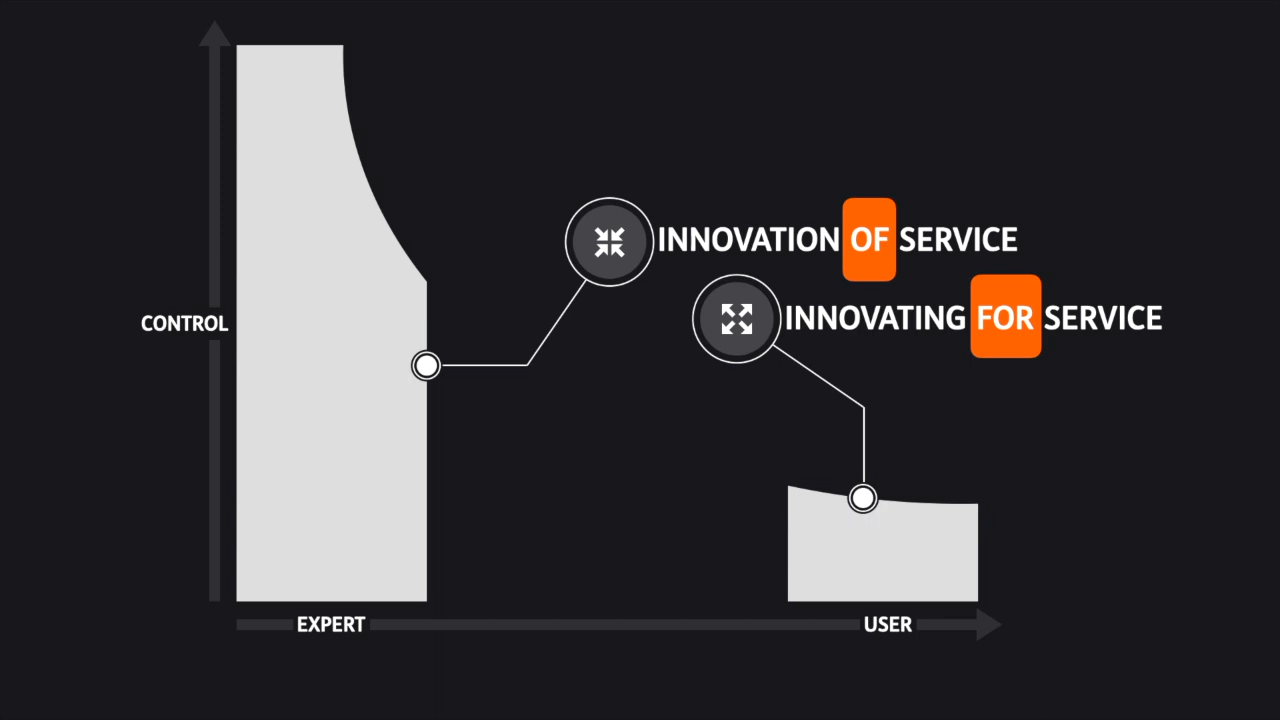 INNOVATION OF SERVICE
INNOVATING FOR SERVICE
CONTROL
EXPERT
USER